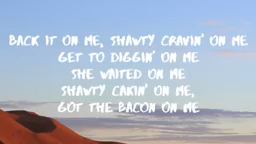 BACK IT ON ME, SHAWTY CRAVIN' ON ME
GET TO DIGGIN' ON ME
SHE WAITED ON ME
SHAWTY CAKIN' ON ME,
GOT THE BACON ON ME